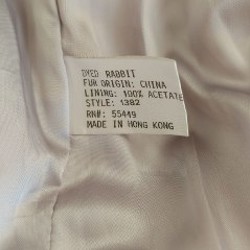 DYED RABBIT
FUR ORIGIN: CHINA
LINING: 100% ACETATE
STYLE: 1382
RN#: 55449
MADE IN HONG KONG